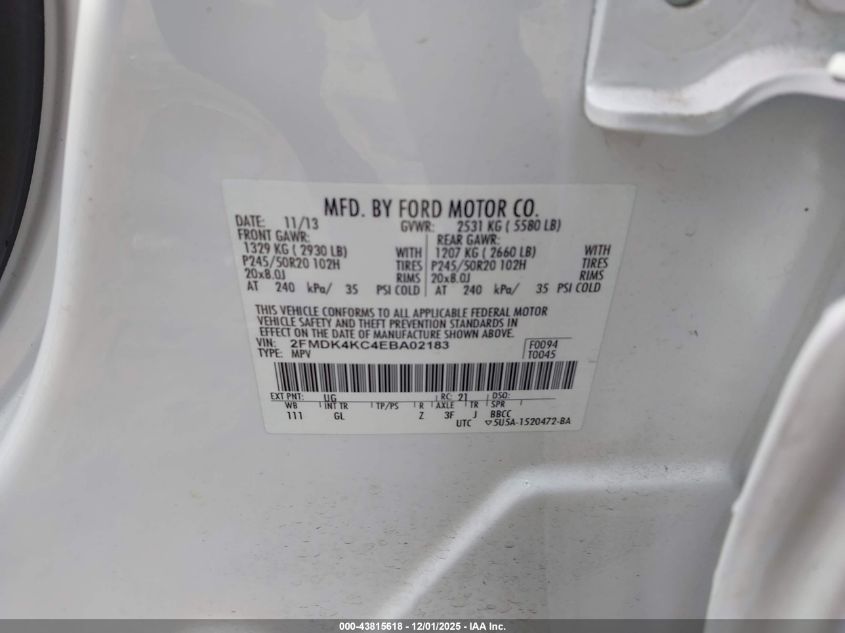 MFD. BY FORD MOTOR CO.
DATE: 11/13 GVWR: 2531 KG ( 5580 LB)
FRONT GAWR: REAR GAWR:
1329 KG ( 2930 LB) WITH 1207 KG ( 2660 LB) WITH
P245/50R20 102H TIRES P245/50R20 102H TIRES
20x8.0J RIMS 20x8.0J RIMS
AT 240 kPa/ 35 PSI COLD AT 240 kPa/ 35 PSI COLD
THIS VEHICLE CONFORMS TO ALL APPLICABLE FEDERAL MOTOR
VEHICLE SAFETY AND THEFT PREVENTION STANDARDS IN
EFFECT ON THE DATE OF MANUFACTURE SHOWN ABOVE.
VIN: 2FMDK4KC4EBA02183 F0094
TYPE: MPV T0045
EXT PNT: UG RC: 21 DSO:
WB INT TR TP/PS R AXLE TR SPR
111 GL Z 3F J BBCC
UTC ▽5U5A-1520472-BA
000-43815618 - 12/01/2025 - IAA Inc.